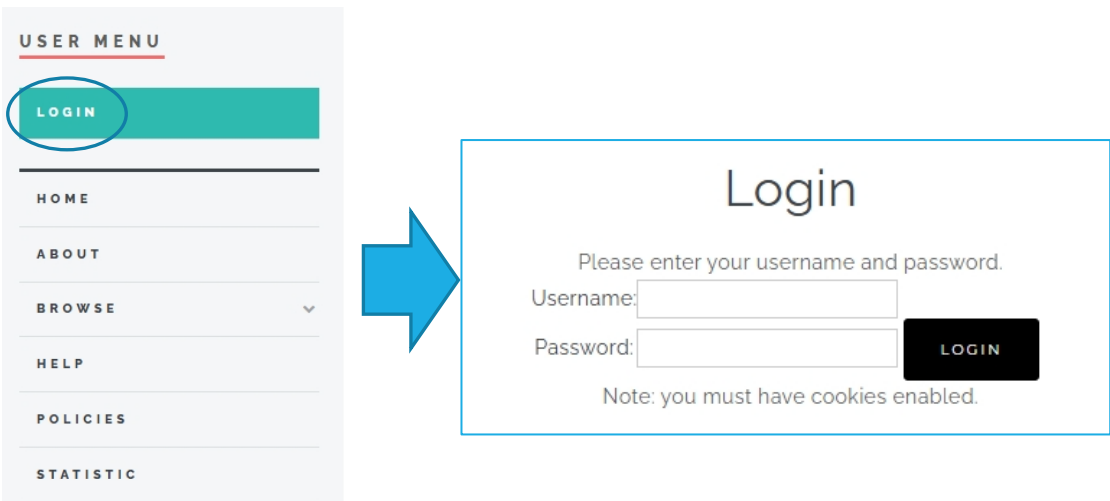 USER MENU
LOGIN
HOME
ABOUT
BROWSE
HELP
POLICIES
STATISTIC
Login
Please enter your username and password.
Username:
Password:
LOGIN
Note: you must have cookies enabled.